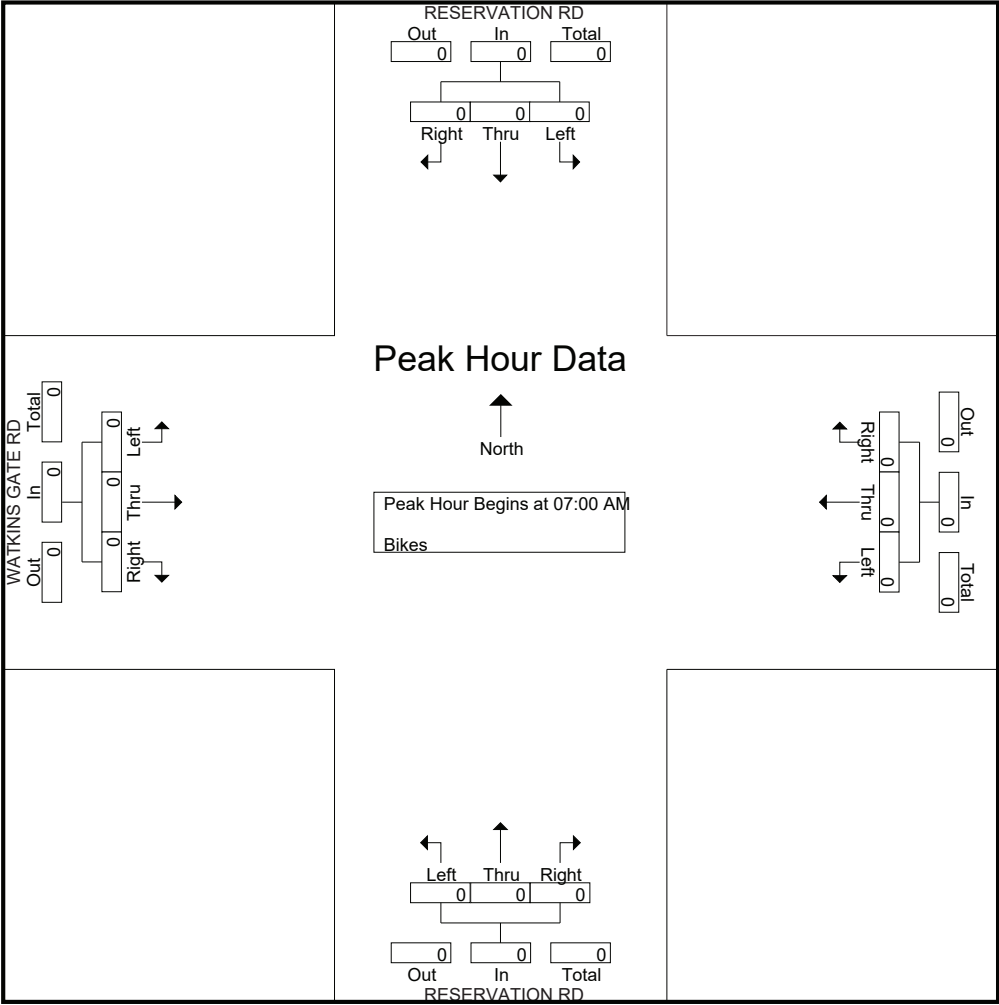 RESERVATION RD
Out In Total
0 0 0
0 0 0
Right Thru Left
Peak Hour Data
North
Peak Hour Begins at 07:00 AM
Bikes
WATKINS GATE RD
Out In Total
0 0 0
0 0 0
Right Thru Left
Out In Total
0 0 0
0 0 0
Right Thru Left
Left Thru Right
0 0 0
0 0 0
Out In Total
RESERVATION RD